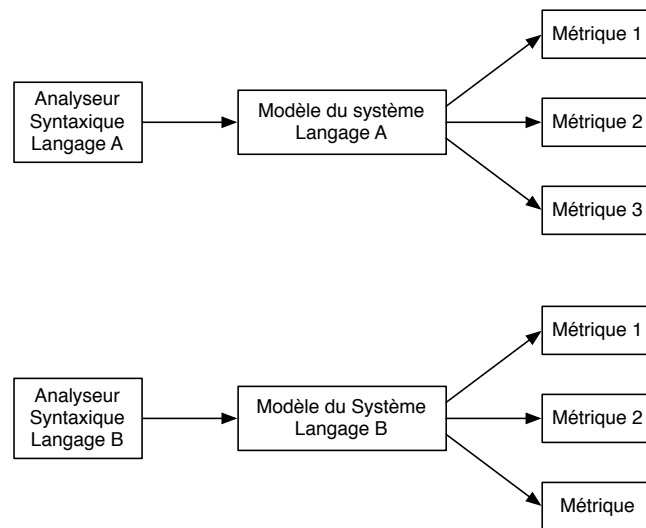 Métrique 1
Analyseur
Syntaxique
Langage A
Modèle du système
Langage A
Métrique 2
Métrique 3
Métrique 1
Analyseur
Syntaxique
Langage B
Modèle du Système
Langage B
Métrique 2
Métrique